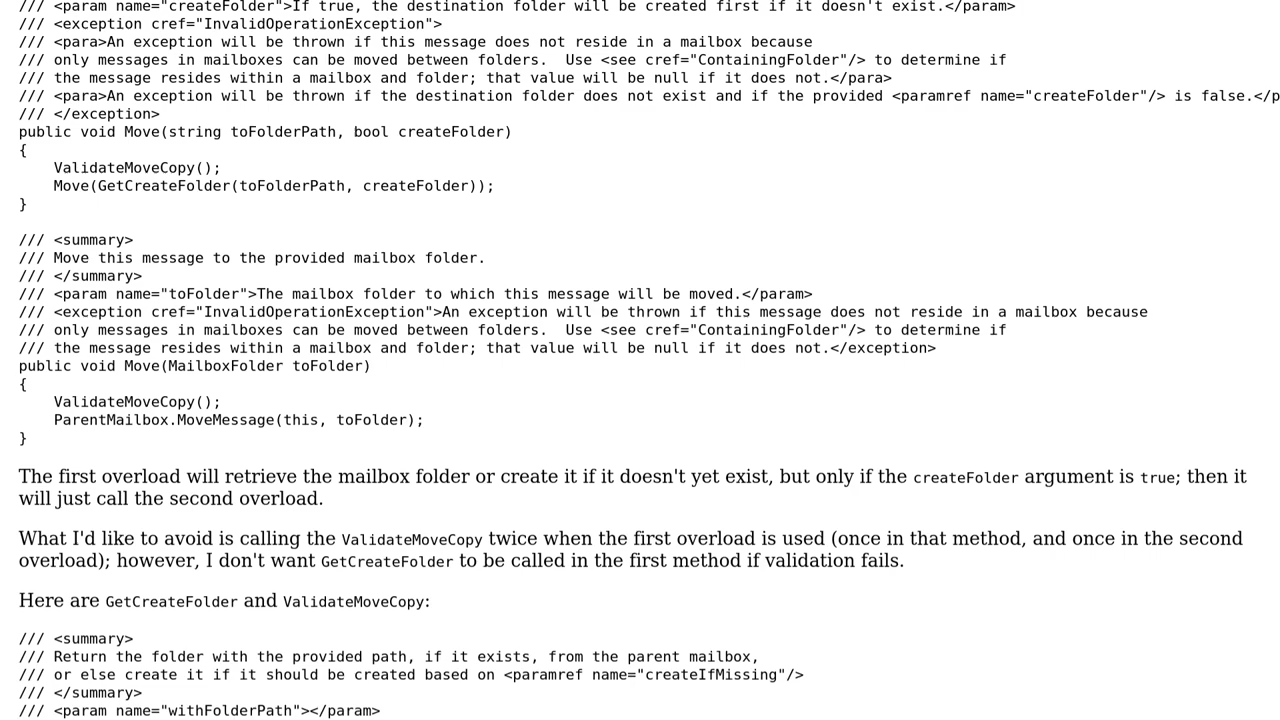 /// <param name="createFolder">If true, the destination folder will be created first if it doesn't exist.</param>
/// <exception cref="InvalidOperationException">
/// <para>An exception will be thrown if this message does not reside in a mailbox because
/// only messages in mailboxes can be moved between folders.  Use <see cref="ContainingFolder"/> to determine if
/// the message resides within a mailbox and folder; that value will be null if it does not.</para>
/// <para>An exception will be thrown if the destination folder does not exist and if the provided <paramref name="createFolder"/> is false.</p
/// </exception>
public void Move(string toFolderPath, bool createFolder)
{
    ValidateMoveCopy();
    Move(GetCreateFolder(toFolderPath, createFolder));
}
/// <summary>
/// Move this message to the provided mailbox folder.
/// </summary>
/// <param name="toFolder">The mailbox folder to which this message will be moved.</param>
/// <exception cref="InvalidOperationException">An exception will be thrown if this message does not reside in a mailbox because
/// only messages in mailboxes can be moved between folders.  Use <see cref="ContainingFolder"/> to determine if
/// the message resides within a mailbox and folder; that value will be null if it does not.</exception>
public void Move(MailboxFolder toFolder)
{
    ValidateMoveCopy();
    ParentMailbox.MoveMessage(this, toFolder);
}
The first overload will retrieve the mailbox folder or create it if it doesn't yet exist, but only if the createFolder argument is true; then it
will just call the second overload.
What I'd like to avoid is calling the ValidateMoveCopy twice when the first overload is used (once in that method, and once in the second
overload); however, I don't want GetCreateFolder to be called in the first method if validation fails.
Here are GetCreateFolder and ValidateMoveCopy:
/// <summary>
/// Return the folder with the provided path, if it exists, from the parent mailbox,
/// or else create it if it should be created based on <paramref name="createIfMissing"/>
/// </summary>
/// <param name="withFolderPath"></param>